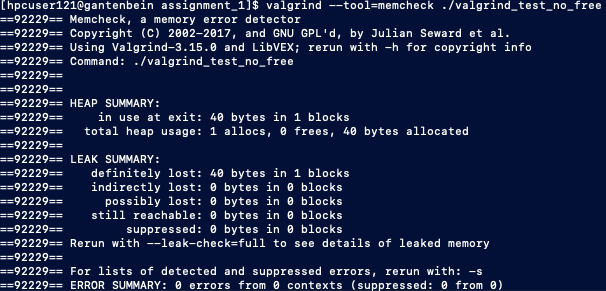 [hpcuser121@gantenbein assignment_1]$ valgrind --tool=memcheck ./valgrind_test_no_free
==92229== Memcheck, a memory error detector
==92229== Copyright (C) 2002-2017, and GNU GPL'd, by Julian Seward et al.
==92229== Using Valgrind-3.15.0 and LibVEX; rerun with -h for copyright info
==92229== Command: ./valgrind_test_no_free
==92229==
==92229==
==92229== HEAP SUMMARY:
==92229==     in use at exit: 40 bytes in 1 blocks
==92229==   total heap usage: 1 allocs, 0 frees, 40 bytes allocated
==92229==
==92229== LEAK SUMMARY:
==92229==    definitely lost: 40 bytes in 1 blocks
==92229==    indirectly lost: 0 bytes in 0 blocks
==92229==      possibly lost: 0 bytes in 0 blocks
==92229==    still reachable: 0 bytes in 0 blocks
==92229==         suppressed: 0 bytes in 0 blocks
==92229== Rerun with --leak-check=full to see details of leaked memory
==92229==
==92229== For lists of detected and suppressed errors, rerun with: -s
==92229== ERROR SUMMARY: 0 errors from 0 contexts (suppressed: 0 from 0)